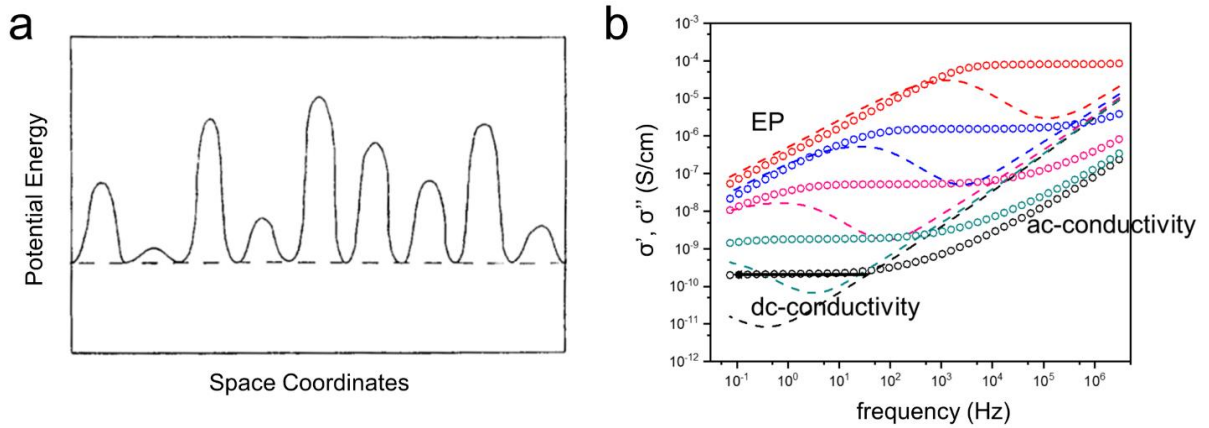 a
Potential Energy
Space Coordinates
b
σ', σ'' (S/cm)
10⁻³
10⁻⁴
10⁻⁵
10⁻⁶
10⁻⁷
10⁻⁸
10⁻⁹
10⁻¹⁰
10⁻¹¹
10⁻¹²
EP
ac-conductivity
dc-conductivity
10⁻¹ 10⁰ 10¹ 10² 10³ 10⁴ 10⁵ 10⁶
frequency (Hz)